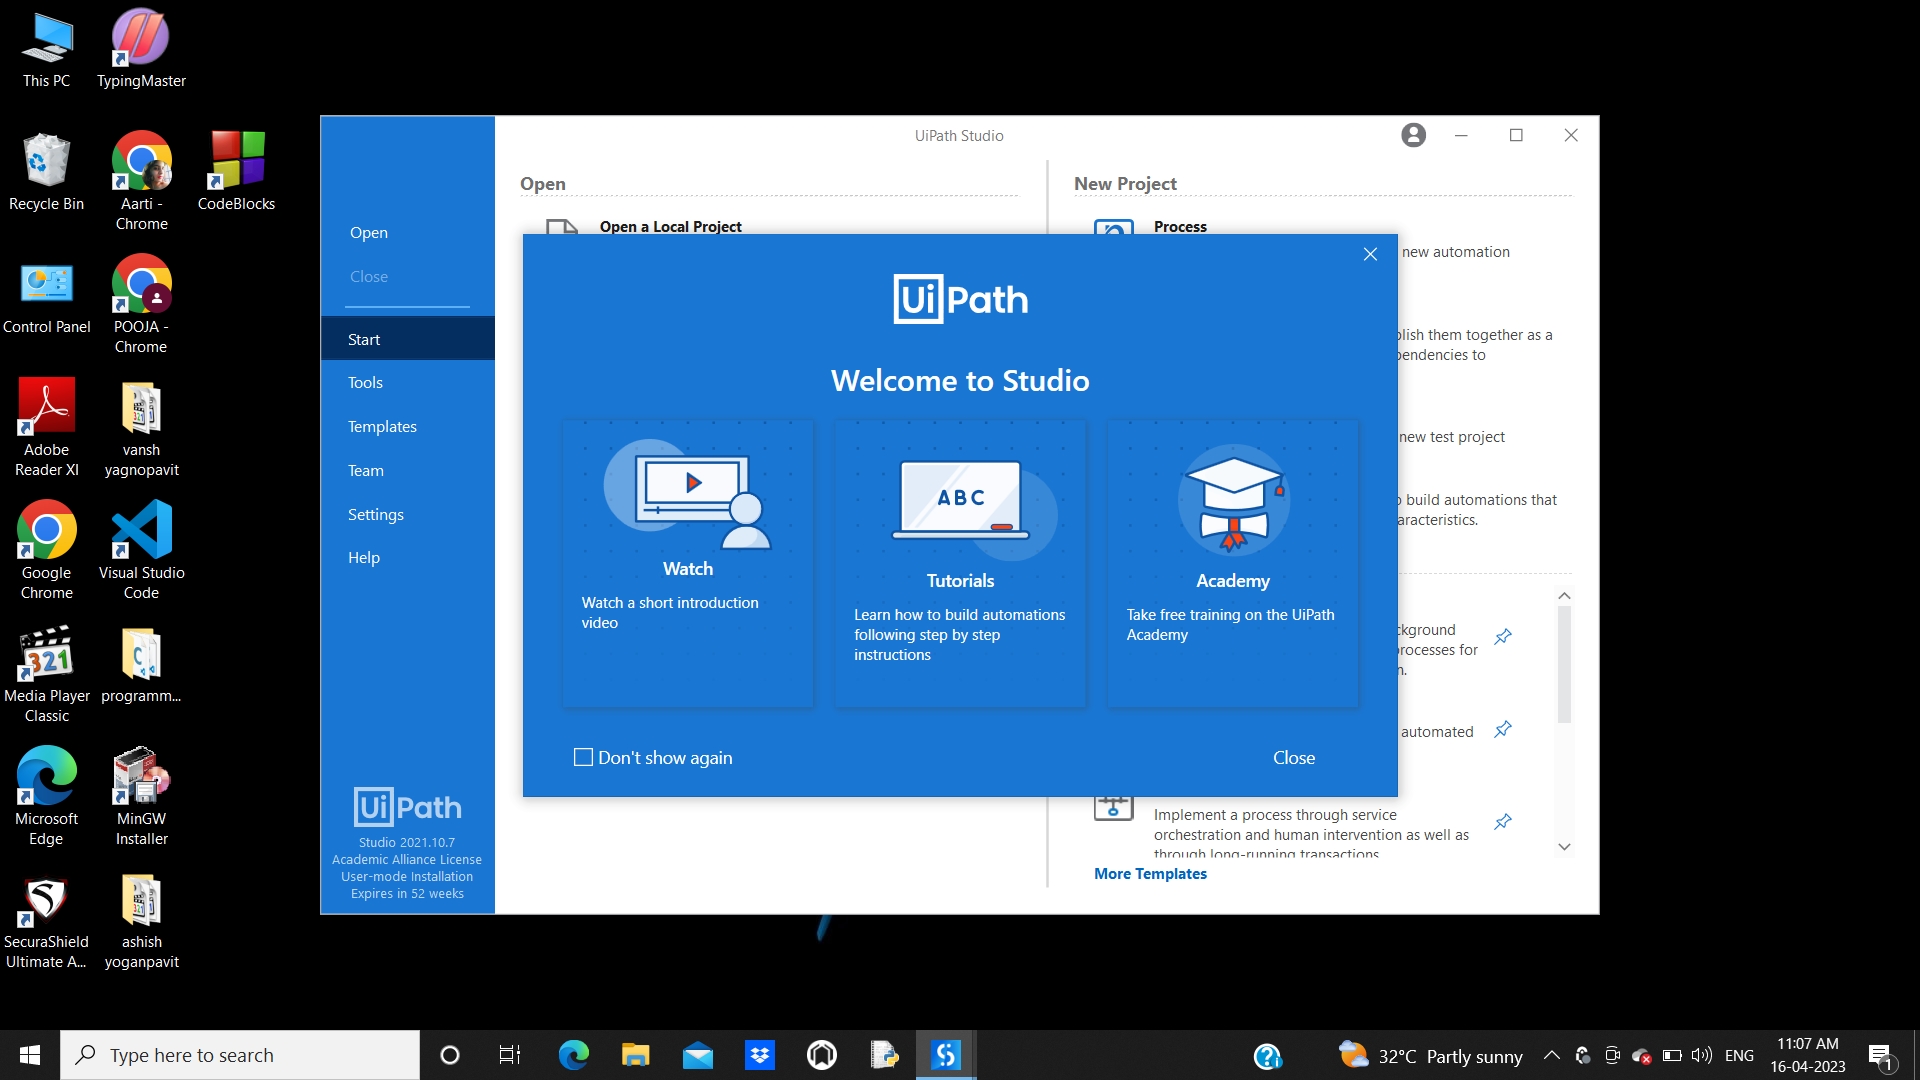 This PC
TypingMaster
Recycle Bin
Aarti -
Chrome
CodeBlocks
Control Panel
POOJA -
Chrome
Adobe
Reader XI
vansh
yagnopavit
Google
Chrome
Visual Studio
Code
Media Player
Classic
programm...
Microsoft
Edge
MinGW
Installer
SecuraShield
Ultimate A...
ashish
yoganpavit
UiPath Studio
Open
Close
Start
Tools
Templates
Team
Settings
Help
UiPath
Studio 2021.10.7
Academic Alliance License
User-mode Installation
Expires in 52 weeks
Open
Open a Local Project
New Project
Process
new automation
lish them together as a
endencies to
new test project
build automations that
aracteristics.
kground
rocesses for
automated
Implement a process through service
orchestration and human intervention as well as
through long-running transactions
More Templates
UiPath
Welcome to Studio
ABC
Watch
Watch a short introduction
video
Tutorials
Learn how to build automations
following step by step
instructions
Academy
Take free training on the UiPath
Academy
Don't show again
Close
Type here to search
32°C Partly sunny
ENG
11:07 AM
16-04-2023
1